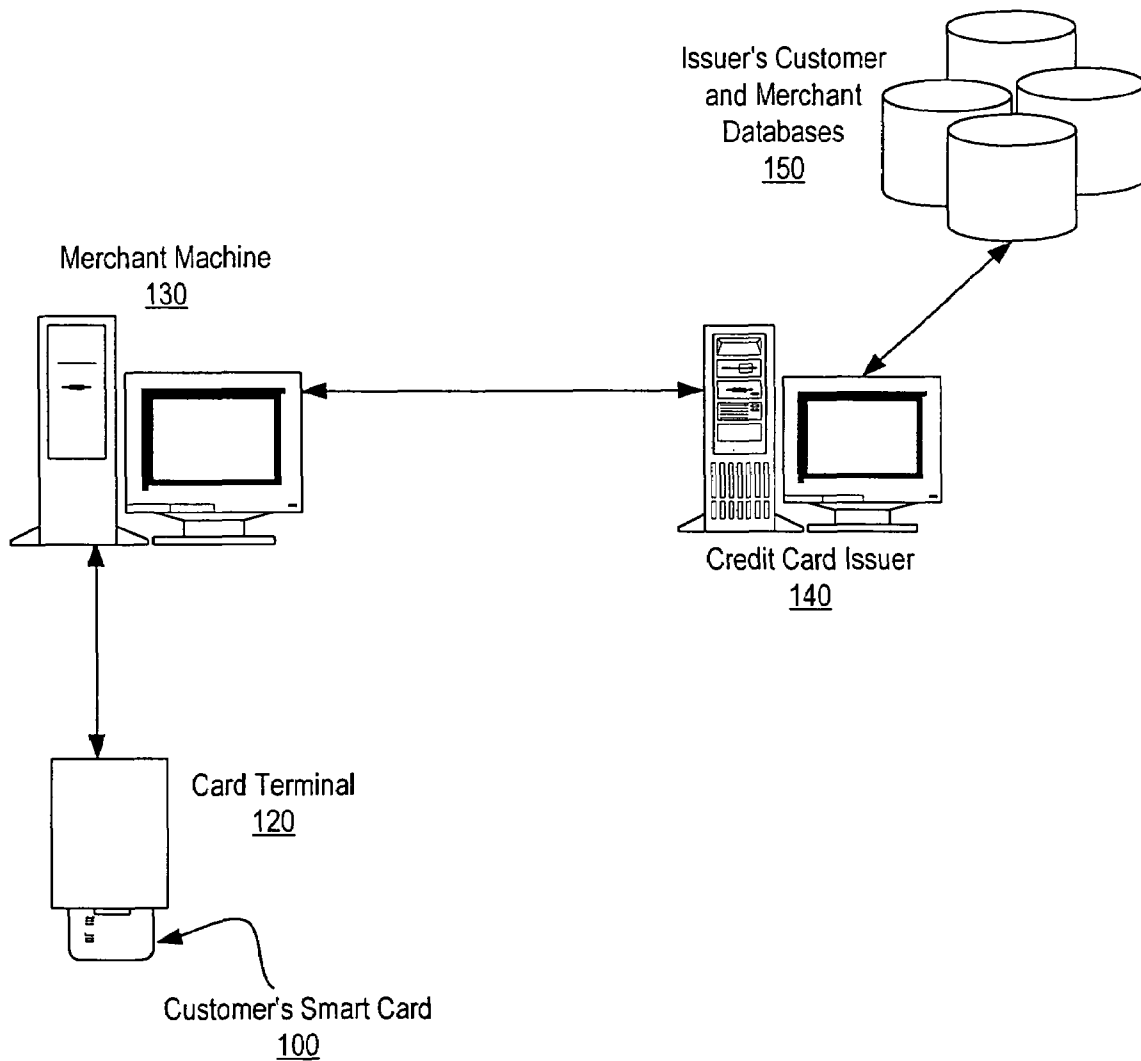 Issuer's Customer
and Merchant
Databases
150
Merchant Machine
130
Credit Card Issuer
140
Card Terminal
120
Customer's Smart Card
100